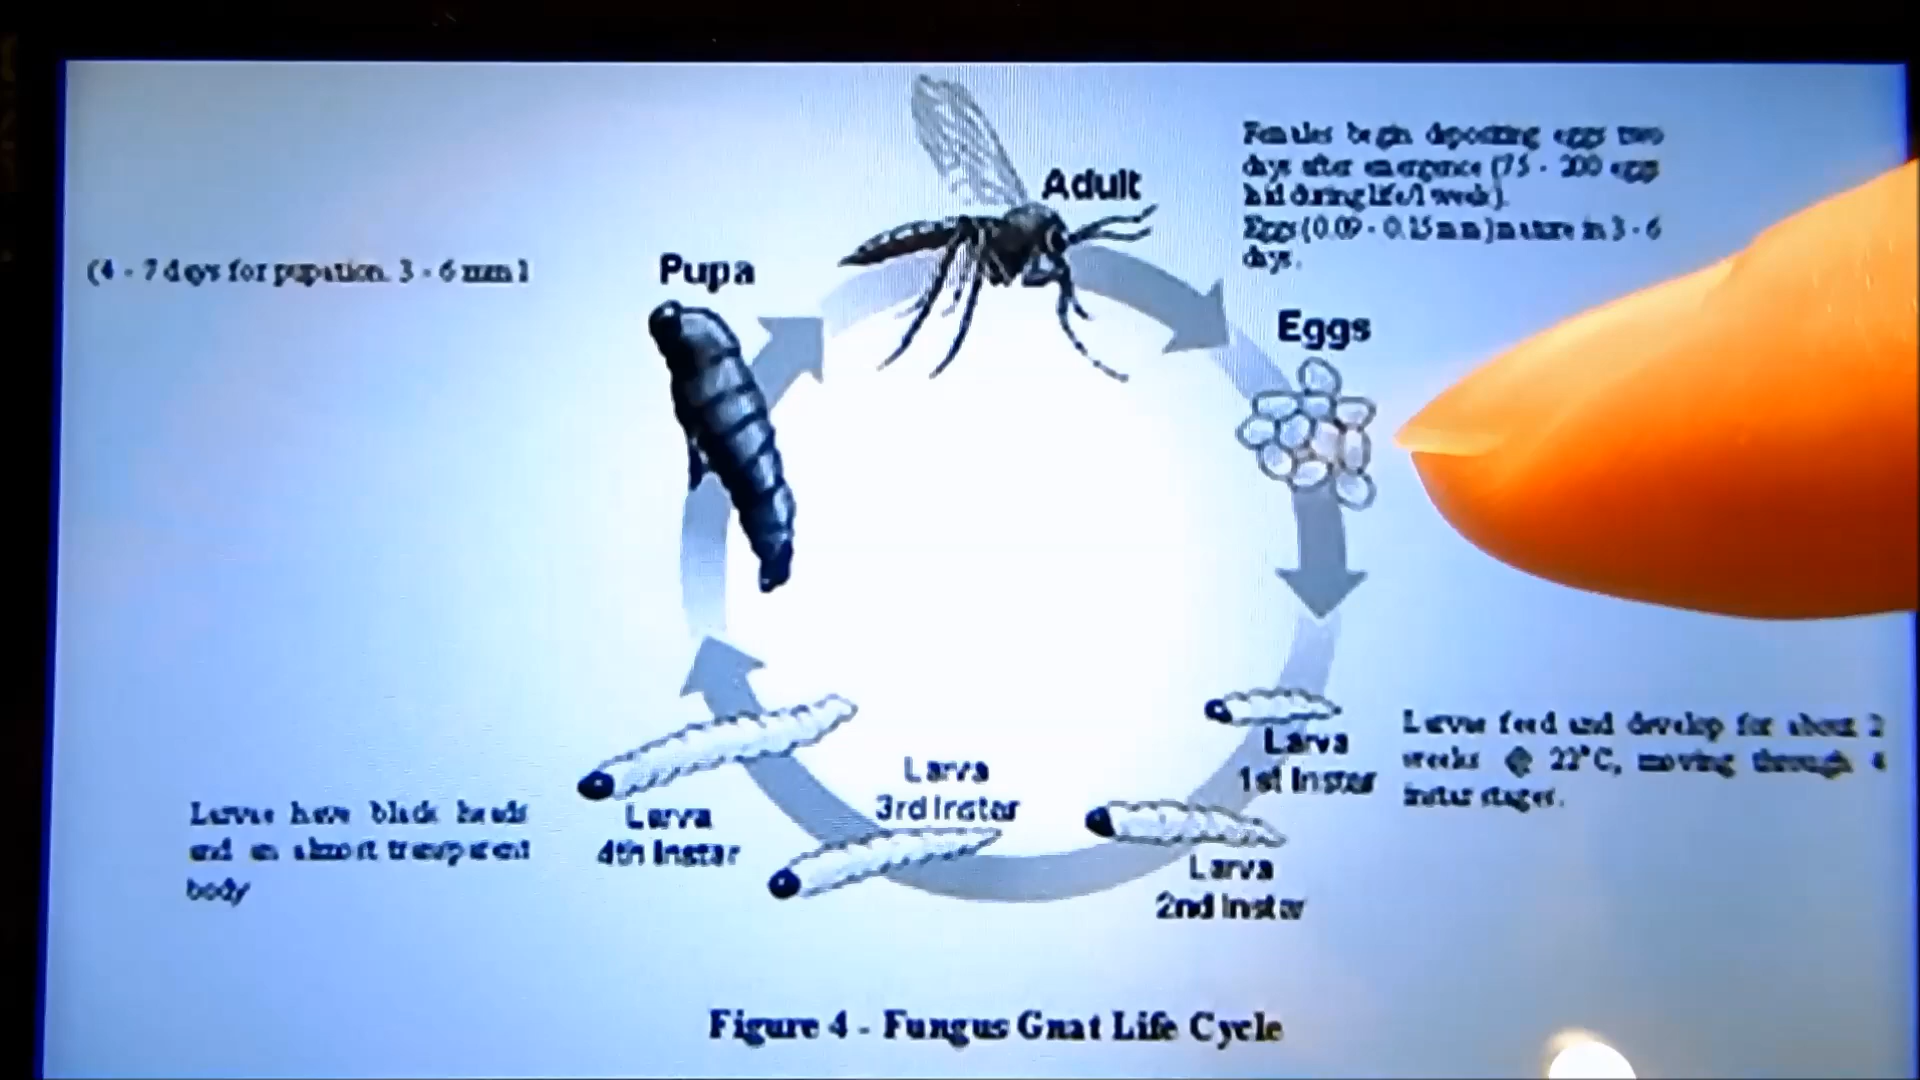 Adult
Females begin depositing eggs two
days after emergence (75 - 200 eggs
laid during life/1 week).
Eggs (0.09 - 0.15mm) mature in 3 - 6
days.
Pupa
(4 - 7 days for pupation. 3 - 6 mm)
Eggs
Larva
1st Instar
Larvae feed and develop for about 2
weeks @ 22°C, moving through 4
instar stages.
Larva
2nd Instar
Larva
3rd Instar
Larva
4th Instar
Larvae have black heads
and an almost transparent
body
Figure 4 - Fungus Gnat Life Cycle